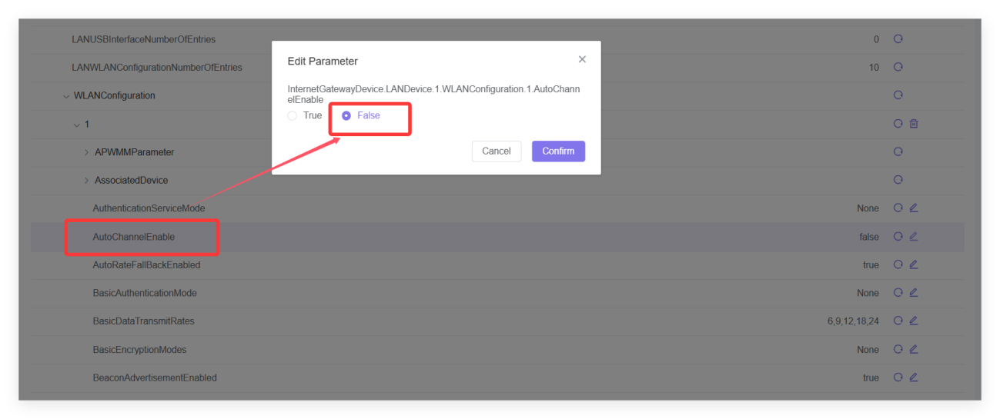 LANUSBInterfaceNumberOfEntries 0
LANWLANConfigurationNumberOfEntries 10
WLANConfiguration
1
APWMMParameter
AssociatedDevice
AuthenticationServiceMode None
AutoChannelEnable false
AutoRateFallBackEnabled true
BasicAuthenticationMode None
BasicDataTransmitRates 6,9,12,18,24
BasicEncryptionModes None
BeaconAdvertisementEnabled true
Edit Parameter
InternetGatewayDevice.LANDevice.1.WLANConfiguration.1.AutoChann
elEnable
True False
Cancel Confirm